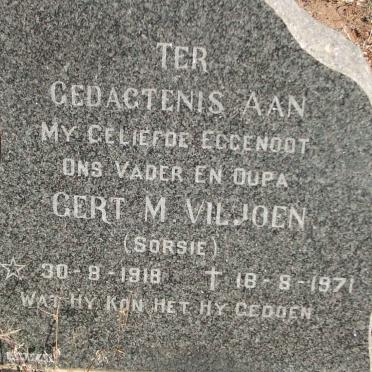 TER
GEDAGTENIS AAN
MY GELIEFDE EGGENOOT
ONS VADER EN OUPA
GERT M VILJOEN
(SORSIE)
☆ 30-8-1918 † 18-8-1971
WAT HY KON HET HY GEDOEN